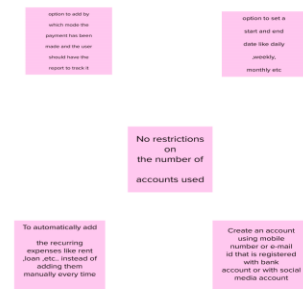 option to add by
which mode the
payment has been
made and the user
should have the
report to track it
option to set a
start and end
date like daily
,weekly,
monthly etc
No restrictions
on
the number of
accounts used
To automatically add
the recurring
expenses like rent
,loan ,etc.. instead of
adding them
manually every time
Create an account
using mobile
number or e-mail
id that is registered
with bank
account or with social
media account